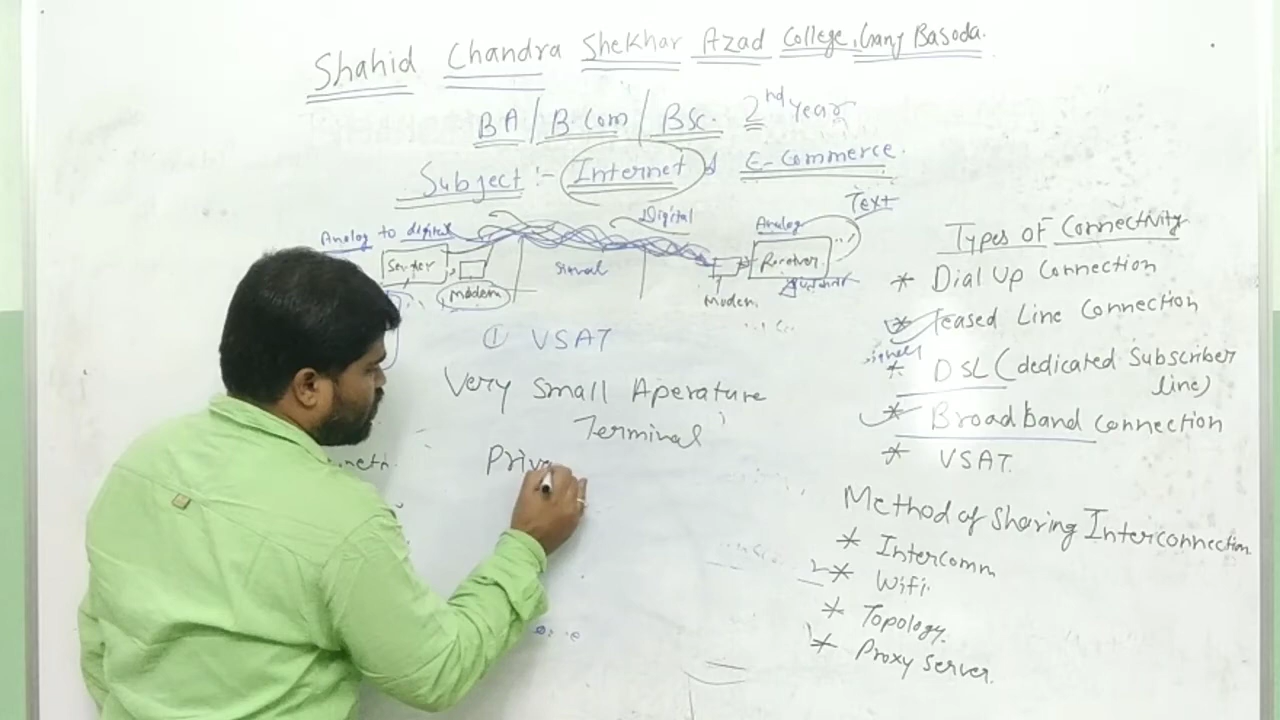 Shahid Chandra Shekhar Azad College, Ganj Basoda.
BA / B.Com / BSc. 2nd year
Subject :- Internet & E-Commerce.
Text
Digital
Analog
Analog to digital
Sender
Receiver
signal
Modem
Modem
① VSAT
Very Small Aperature
Terminal
Priva
Types of Connectivity
* Dial Up Connection
* Leased Line Connection
* DSL (dedicated Subscriber
line)
* Broadband Connection
* VSAT.
Method of Sharing Interconnection
* Intercomm
* Wifi.
* Topology.
* Proxy Server.